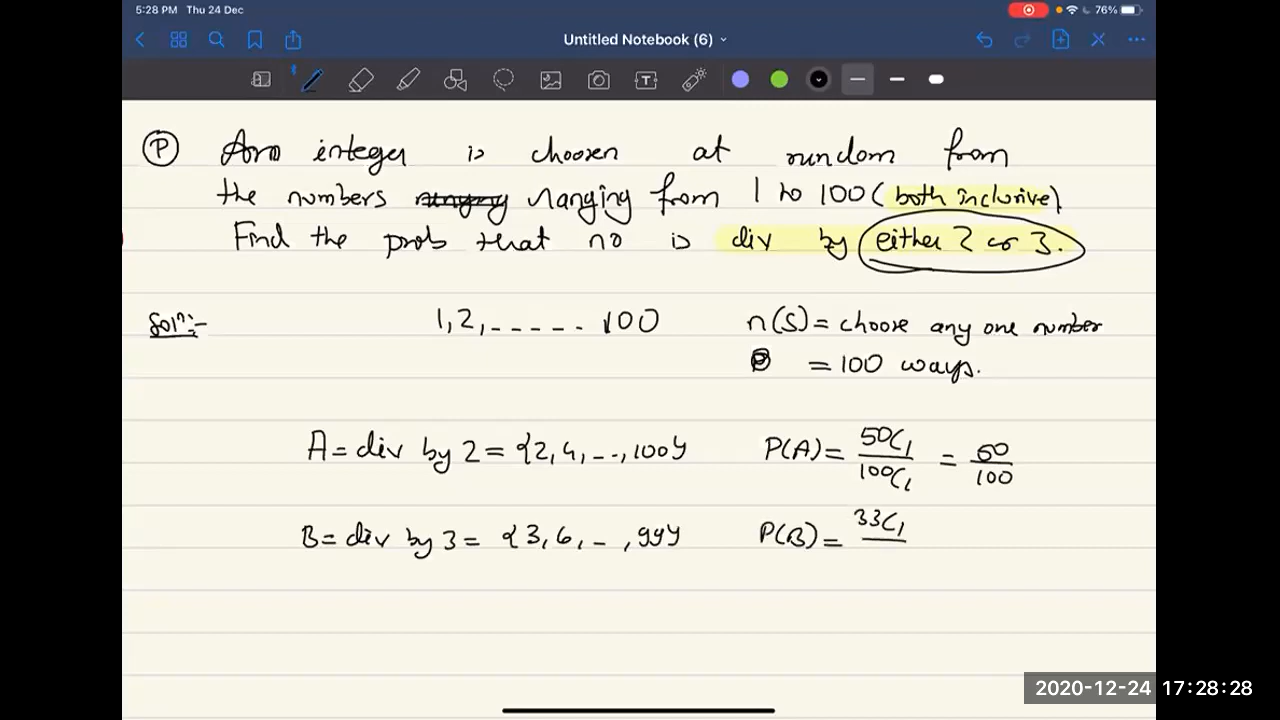 5:28 PM Thu 24 Dec
76%
Untitled Notebook (6)
T
P integer is choosen at random from
the numbers ranging from 1 to 100 (both inclusive).
Find the prob that no is div by either 2 or 3.
Soln:-
1, 2, ----- 100
n(S) = choose any one number
= 100 ways.
A = div by 2 = {2, 4, --, 100}
P(A) = 50C1/100C1 = 50/100
B = div by 3 = {3, 6, - , 99}
P(B) = 33C1
2020-12-24 17:28:28